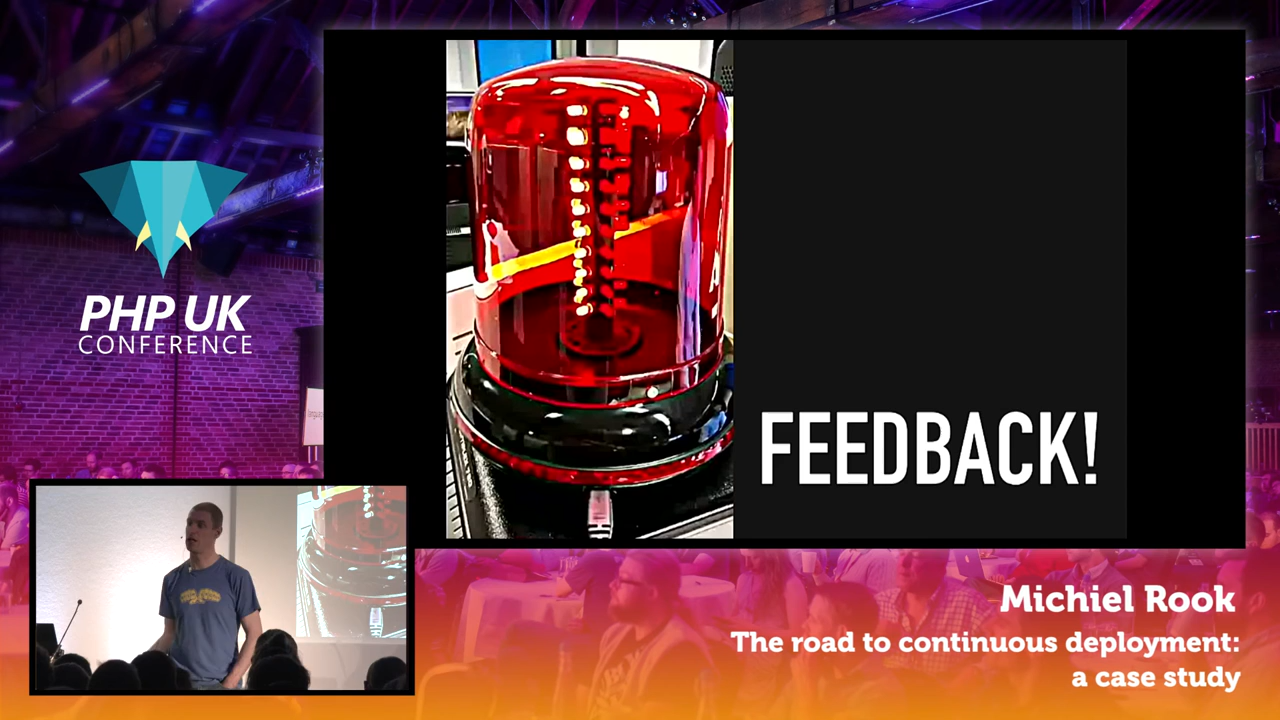 PHP UK
CONFERENCE
FEEDBACK!
Michiel Rook
The road to continuous deployment:
a case study